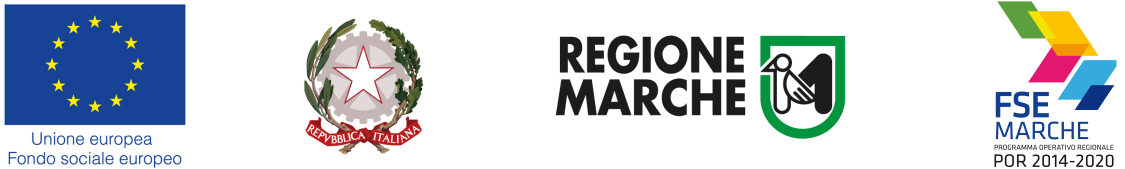 Unione europea
Fondo sociale europeo
REPVBBLICA ITALIANA
REGIONE
MARCHE
FSE
MARCHE
PROGRAMMA OPERATIVO REGIONALE
POR 2014-2020